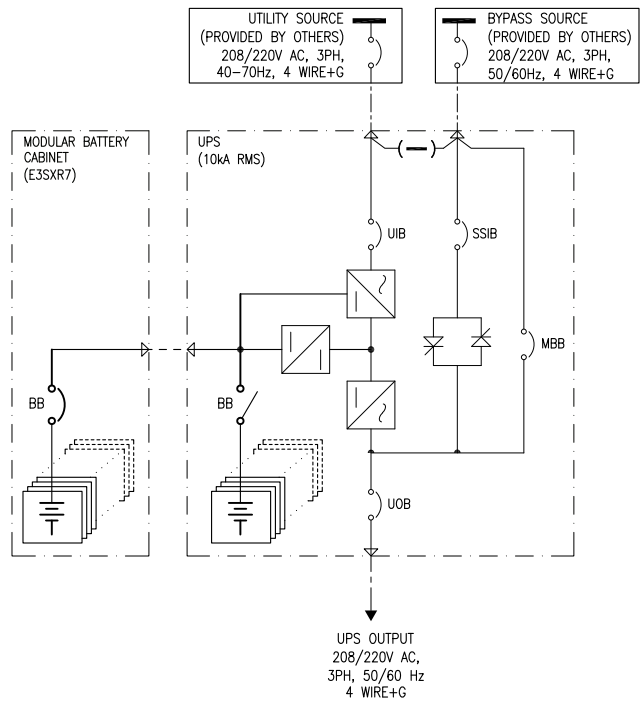 UTILITY SOURCE
(PROVIDED BY OTHERS)
208/220V AC, 3PH,
40-70Hz, 4 WIRE+G
BYPASS SOURCE
(PROVIDED BY OTHERS)
208/220V AC, 3PH,
50/60Hz, 4 WIRE+G
MODULAR BATTERY
CABINET
(E3SXR7)
UPS
(10kA RMS)
UIB
SSIB
MBB
BB
BB
UOB
UPS OUTPUT
208/220V AC,
3PH, 50/60 Hz
4 WIRE+G